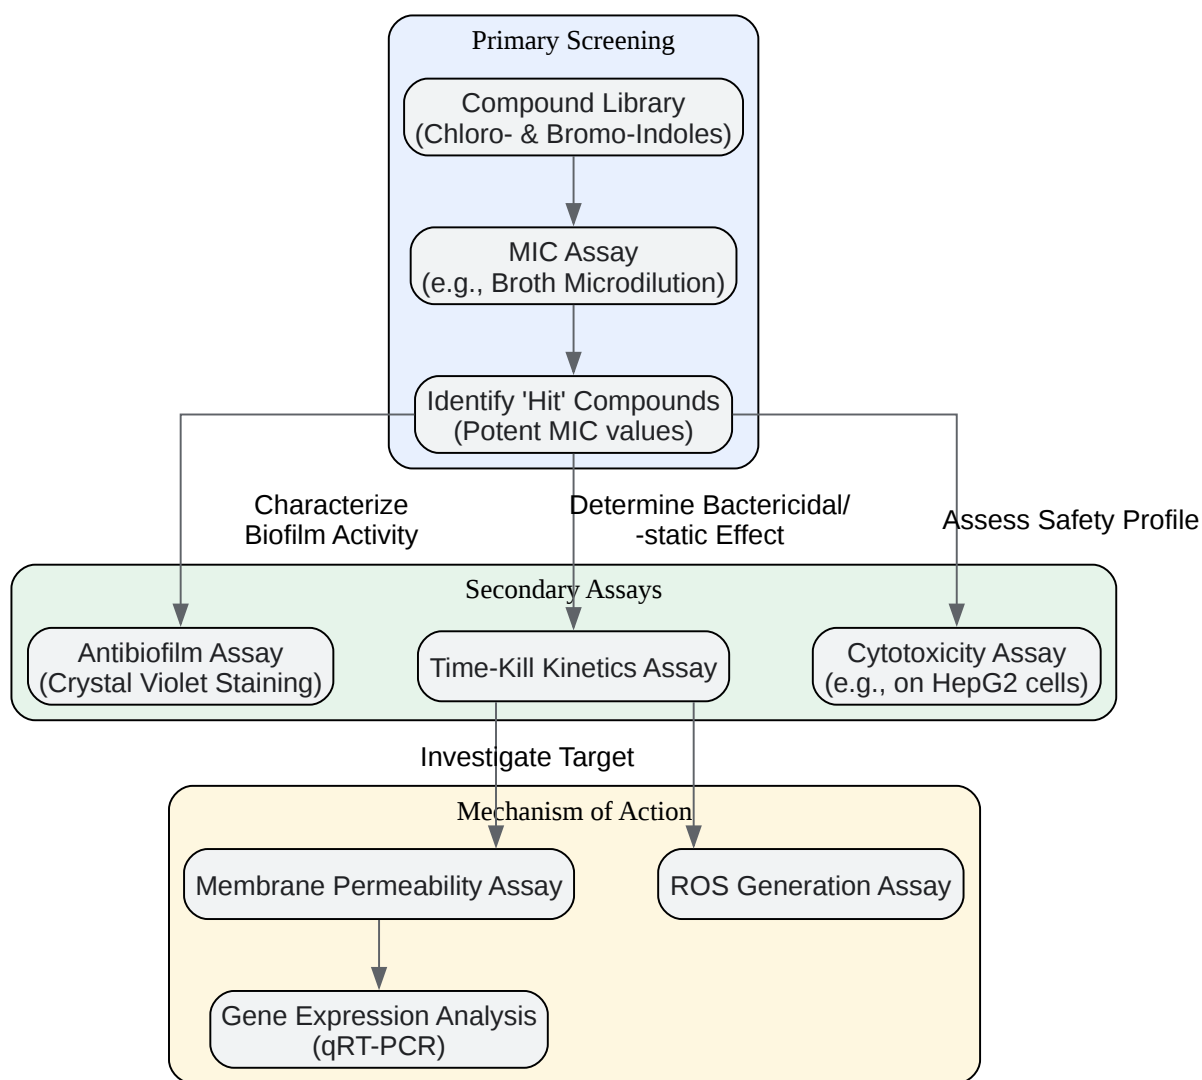 Primary Screening
Compound Library
(Chloro- & Bromo-Indoles)
MIC Assay
(e.g., Broth Microdilution)
Identify 'Hit' Compounds
(Potent MIC values)
Characterize
Biofilm Activity
Determine Bactericidal/
-static Effect
Assess Safety Profile
Secondary Assays
Antibiofilm Assay
(Crystal Violet Staining)
Time-Kill Kinetics Assay
Cytotoxicity Assay
(e.g., on HepG2 cells)
Investigate Target
Mechanism of Action
Membrane Permeability Assay
ROS Generation Assay
Gene Expression Analysis
(qRT-PCR)